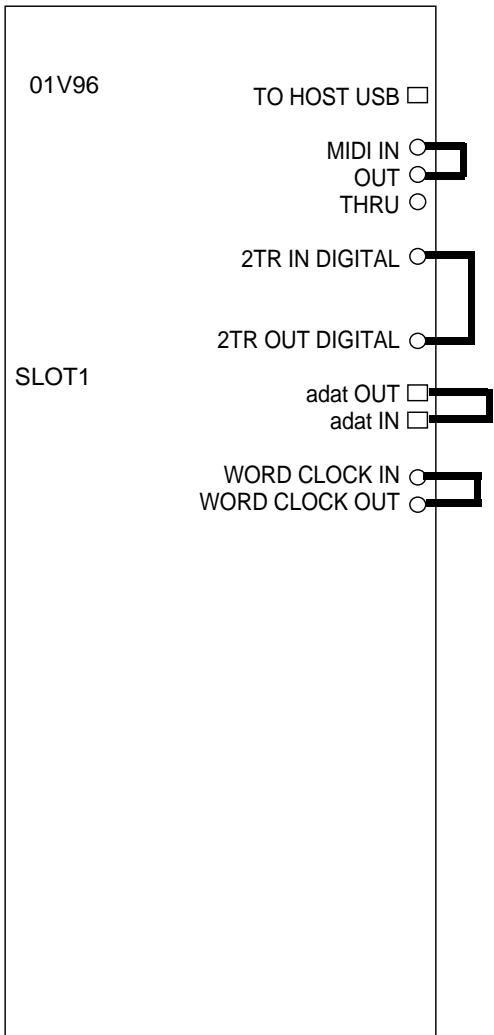 01V96
TO HOST USB
MIDI IN
OUT
THRU
2TR IN DIGITAL
2TR OUT DIGITAL
SLOT1
adat OUT
adat IN
WORD CLOCK IN
WORD CLOCK OUT